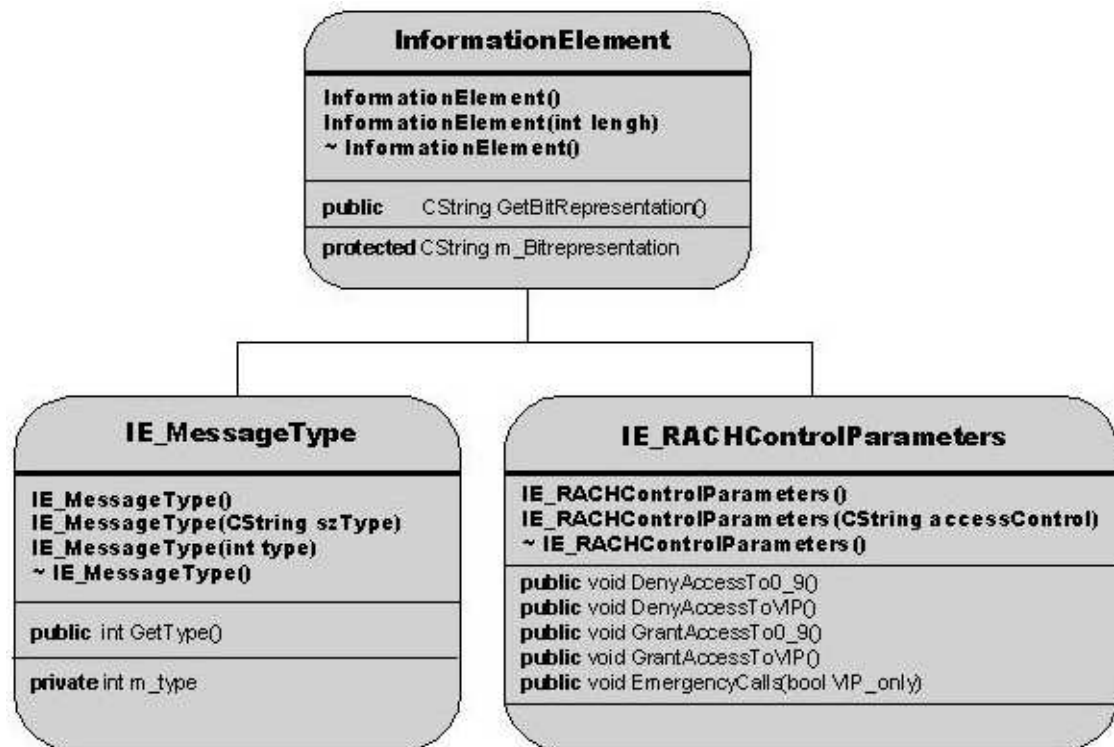 InformationElement
InformationElement()
InformationElement(int lengh)
~ InformationElement()
public CString GetBitRepresentation()
protected CString m_Bitrepresentation
IE_MessageType
IE_MessageType()
IE_MessageType(CString szType)
IE_MessageType(int type)
~ IE_MessageType()
public int GetType()
private int m_type
IE_RACHControlParameters
IE_RACHControlParameters()
IE_RACHControlParameters(CString accessControl)
~ IE_RACHControlParameters()
public void DenyAccessTo0_9()
public void DenyAccessToVIP()
public void GrantAccessTo0_9()
public void GrantAccessToVIP()
public void EmergencyCalls(bool VIP_only)